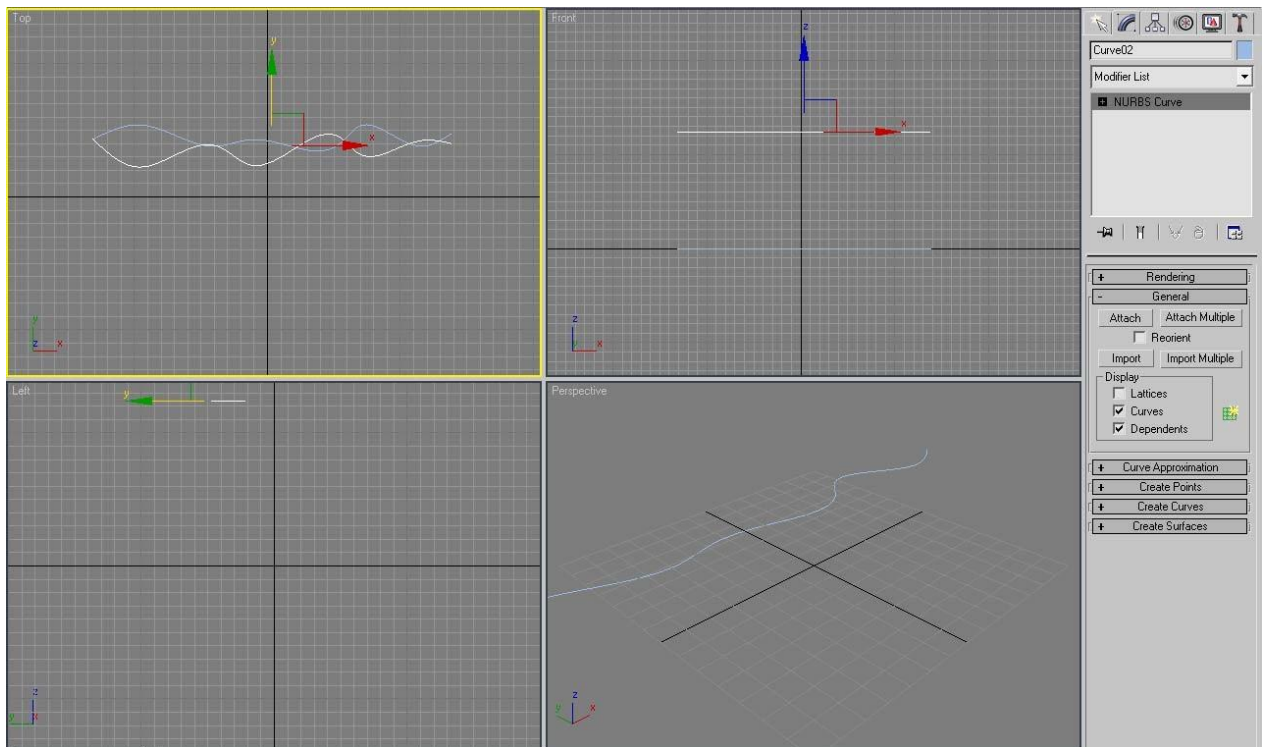 Top
y
x
y
z x
Front
z
x
z
y x
Left
y
z
y x
Perspective
z
y x
Curve02
Modifier List
NURBS Curve
+ Rendering
- General
Attach Attach Multiple
Reorient
Import Import Multiple
Display
Lattices
Curves
Dependents
+ Curve Approximation
+ Create Points
+ Create Curves
+ Create Surfaces